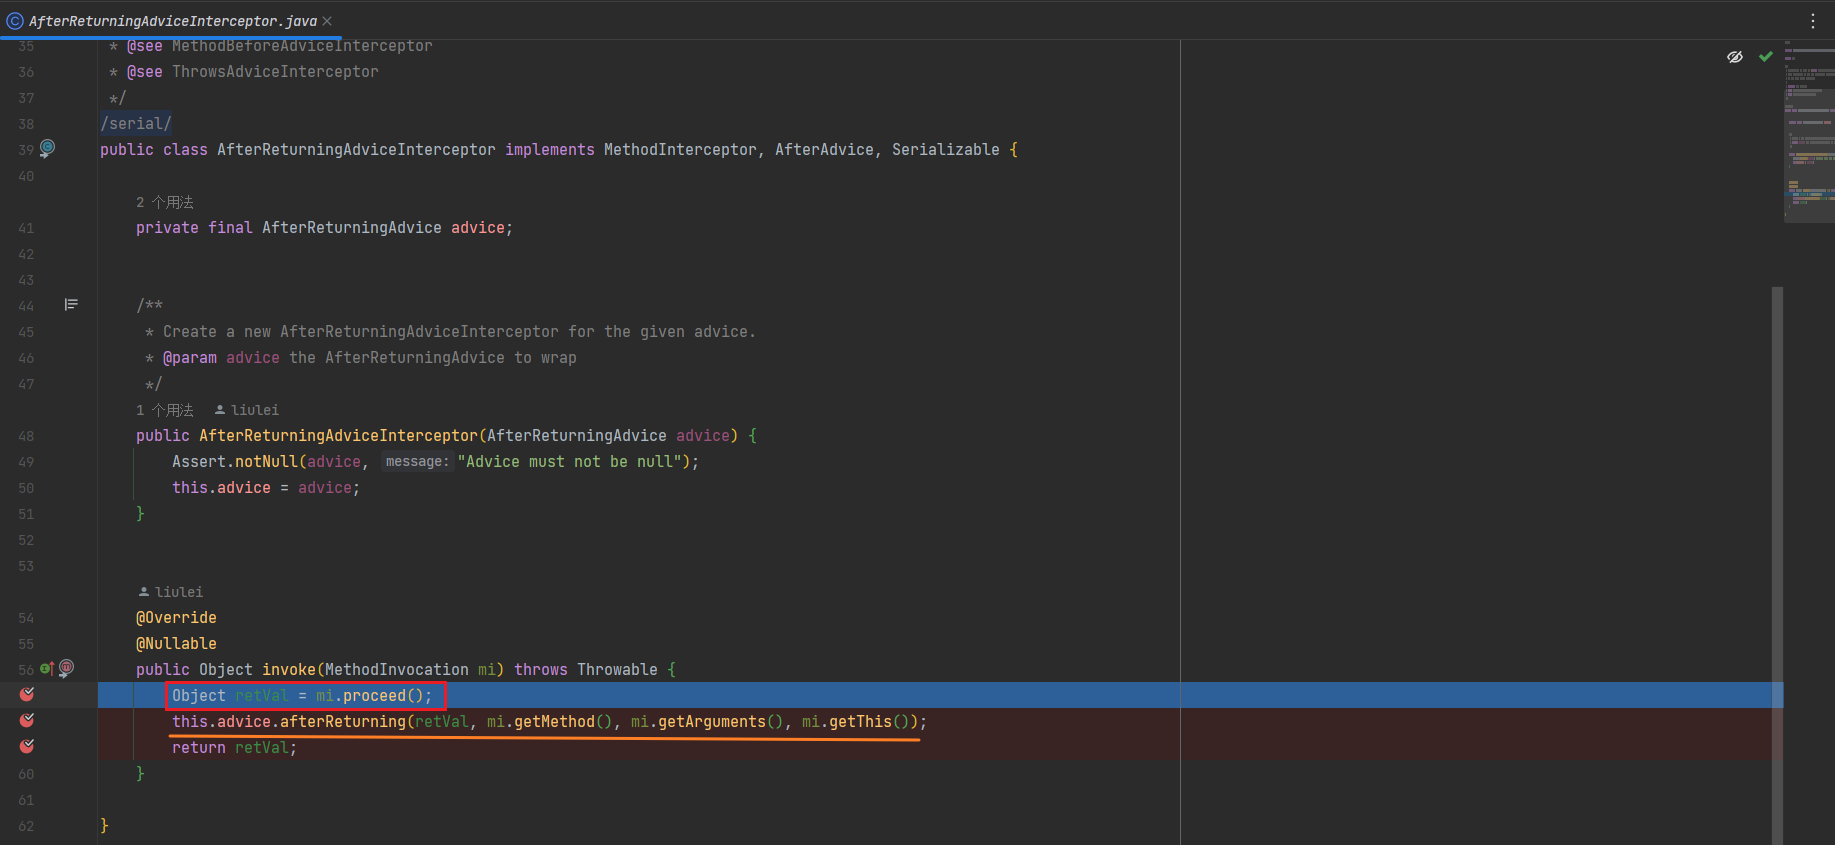 AfterReturningAdviceInterceptor.java
35 * @see MethodBeforeAdviceInterceptor
36 * @see ThrowsAdviceInterceptor
37 */
38 /serial/
39 public class AfterReturningAdviceInterceptor implements MethodInterceptor, AfterAdvice, Serializable {
40
2 个用法
41 private final AfterReturningAdvice advice;
42
43
44 /**
45 * Create a new AfterReturningAdviceInterceptor for the given advice.
46 * @param advice the AfterReturningAdvice to wrap
47 */
1 个用法 liulei
48 public AfterReturningAdviceInterceptor(AfterReturningAdvice advice) {
49 Assert.notNull(advice, message: "Advice must not be null");
50 this.advice = advice;
51 }
52
53
liulei
54 @Override
55 @Nullable
56 public Object invoke(MethodInvocation mi) throws Throwable {
Object retVal = mi.proceed();
this.advice.afterReturning(retVal, mi.getMethod(), mi.getArguments(), mi.getThis());
return retVal;
60 }
61
62 }